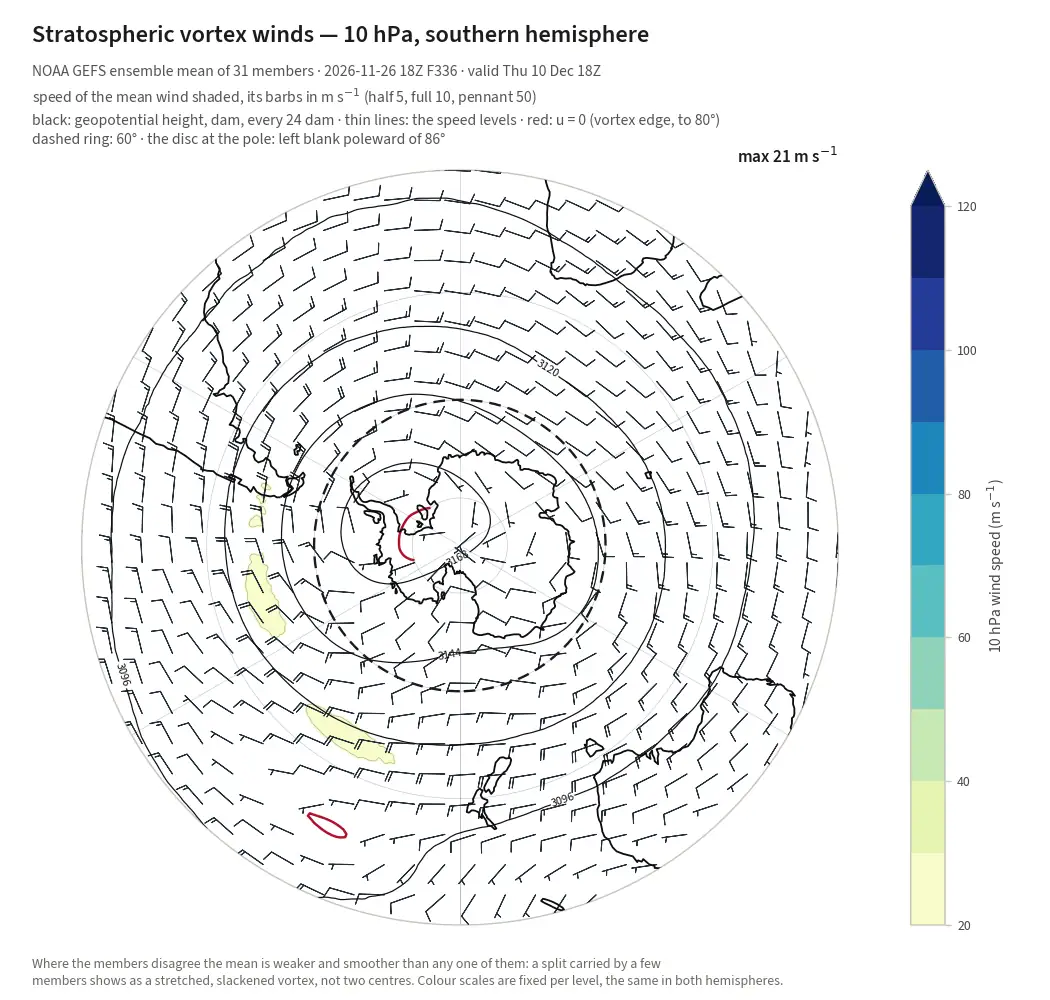 Stratospheric vortex winds — 10 hPa, southern hemisphere
NOAA GEFS ensemble mean of 31 members · 2026-11-26 18Z F336 · valid Thu 10 Dec 18Z
speed of the mean wind shaded, its barbs in m s⁻¹ (half 5, full 10, pennant 50)
black: geopotential height, dam, every 24 dam · thin lines: the speed levels · red: u = 0 (vortex edge, to 80°)
dashed ring: 60° · the disc at the pole: left blank poleward of 86°
max 21 m s⁻¹
120
100
80
60
40
20
10 hPa wind speed (m s⁻¹)
3120
3168
3144
3096
3096
Where the members disagree the mean is weaker and smoother than any one of them: a split carried by a few
members shows as a stretched, slackened vortex, not two centres. Colour scales are fixed per level, the same in both hemispheres.